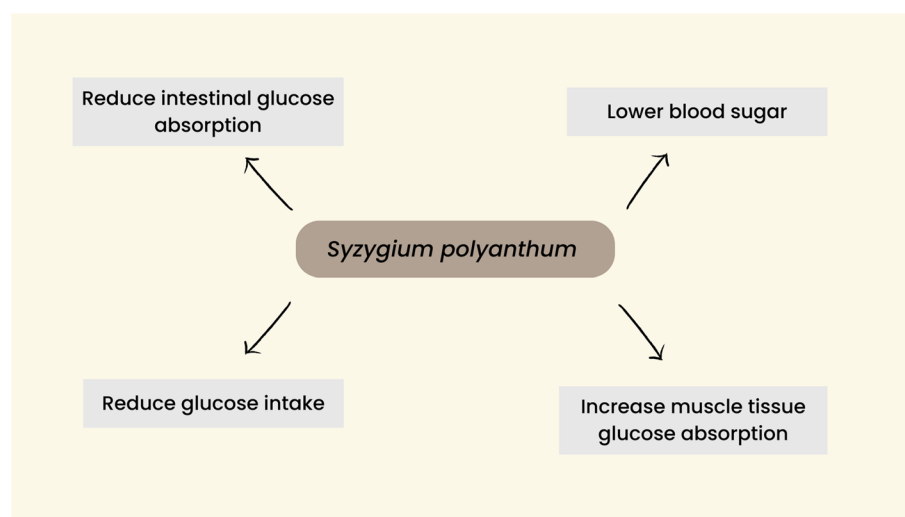 Reduce intestinal glucose
absorption
Lower blood sugar
Syzygium polyanthum
Reduce glucose intake
Increase muscle tissue
glucose absorption